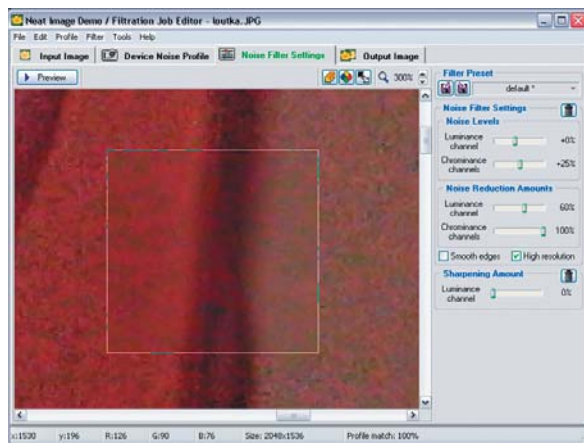 Neat Image Demo / Filtration Job Editor - loutka.JPG
File Edit Profile Filter Tools Help
Input Image Device Noise Profile Noise Filter Settings Output Image
Preview 300%
Filter Preset
default *
Noise Filter Settings
Noise Levels
Luminance channel +0%
Chrominance channels +25%
Noise Reduction Amounts
Luminance channel 60%
Chrominance channels 100%
Smooth edges High resolution
Sharpening Amount
Luminance channel 0%
x:1530 y:196 R:126 G:90 B:76 Size: 2048x1536 Profile match: 100%